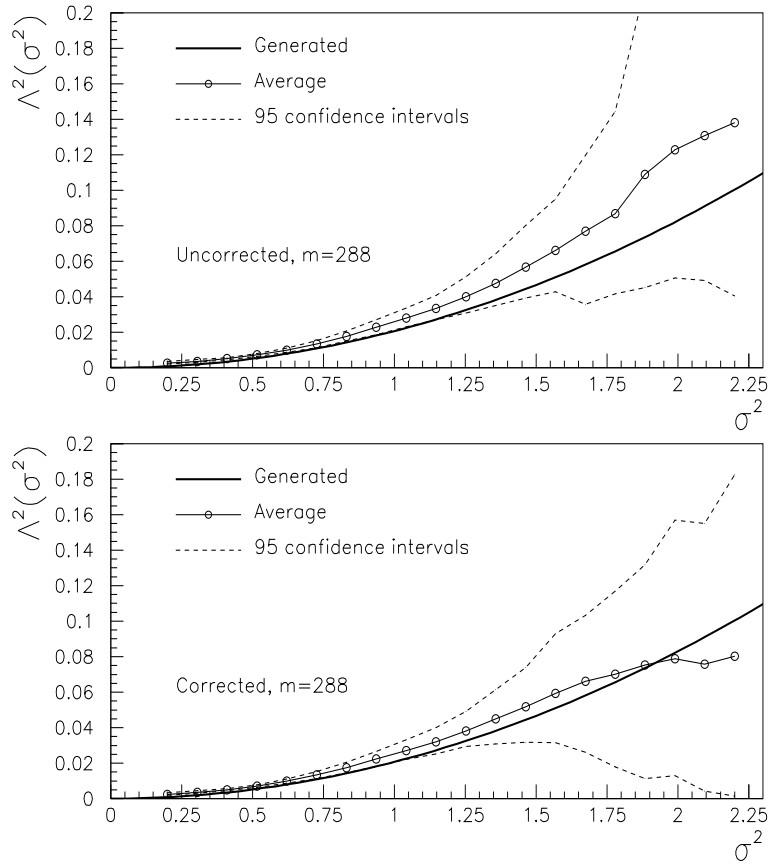 Λ²(σ²)
0.2
0.18
0.16
0.14
0.12
0.1
0.08
0.06
0.04
0.02
0
Generated
Average
95 confidence intervals
Uncorrected, m=288
0 0.25 0.5 0.75 1 1.25 1.5 1.75 2 2.25
σ²
Λ²(σ²)
0.2
0.18
0.16
0.14
0.12
0.1
0.08
0.06
0.04
0.02
0
Generated
Average
95 confidence intervals
Corrected, m=288
0 0.25 0.5 0.75 1 1.25 1.5 1.75 2 2.25
σ²